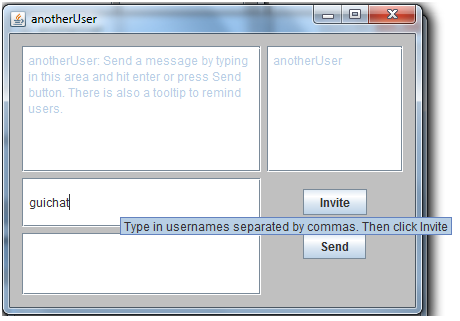 anotherUser
anotherUser: Send a message by typing
in this area and hit enter or press Send
button. There is also a tooltip to remind
users.
anotherUser
guichat
Invite
Type in usernames separated by commas. Then click Invite
Send